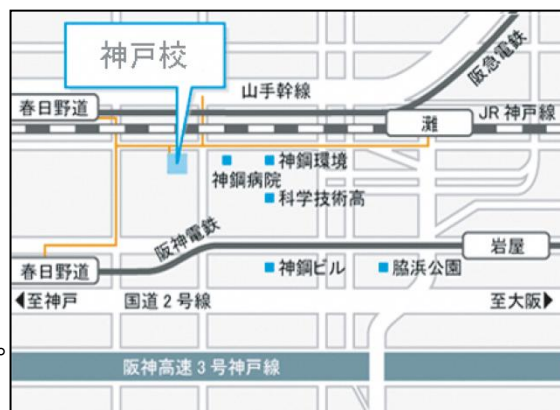 神戸校
阪急電鉄
山手幹線
春日野道
灘
JR 神戸線
神鋼環境
神鋼病院
科学技術高
阪神電鉄
岩屋
春日野道
神鋼ビル
脇浜公園
◀至神戸
国道2号線
至大阪▶
。
阪神高速3号神戸線